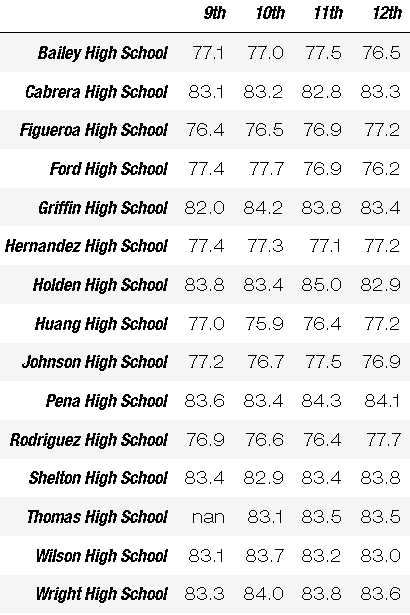 9th 10th 11th 12th
Bailey High School 77.1 77.0 77.5 76.5
Cabrera High School 83.1 83.2 82.8 83.3
Figueroa High School 76.4 76.5 76.9 77.2
Ford High School 77.4 77.7 76.9 76.2
Griffin High School 82.0 84.2 83.8 83.4
Hernandez High School 77.4 77.3 77.1 77.2
Holden High School 83.8 83.4 85.0 82.9
Huang High School 77.0 75.9 76.4 77.2
Johnson High School 77.2 76.7 77.5 76.9
Pena High School 83.6 83.4 84.3 84.1
Rodriguez High School 76.9 76.6 76.4 77.7
Shelton High School 83.4 82.9 83.4 83.8
Thomas High School nan 83.1 83.5 83.5
Wilson High School 83.1 83.7 83.2 83.0
Wright High School 83.3 84.0 83.8 83.6